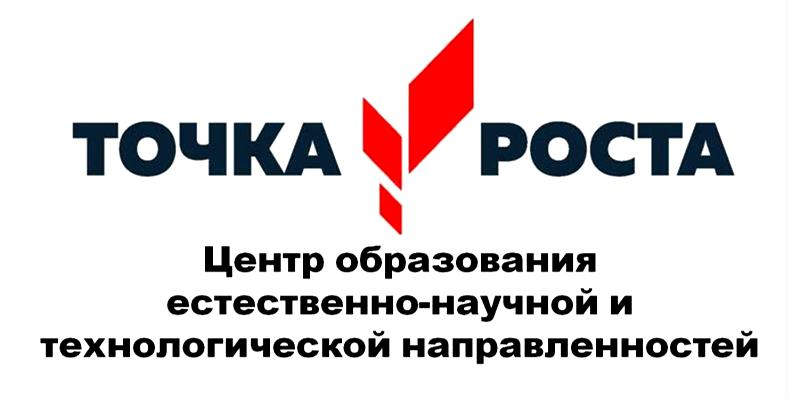 ТОЧКА РОСТА
Центр образования
естественно-научной и
технологической направленностей